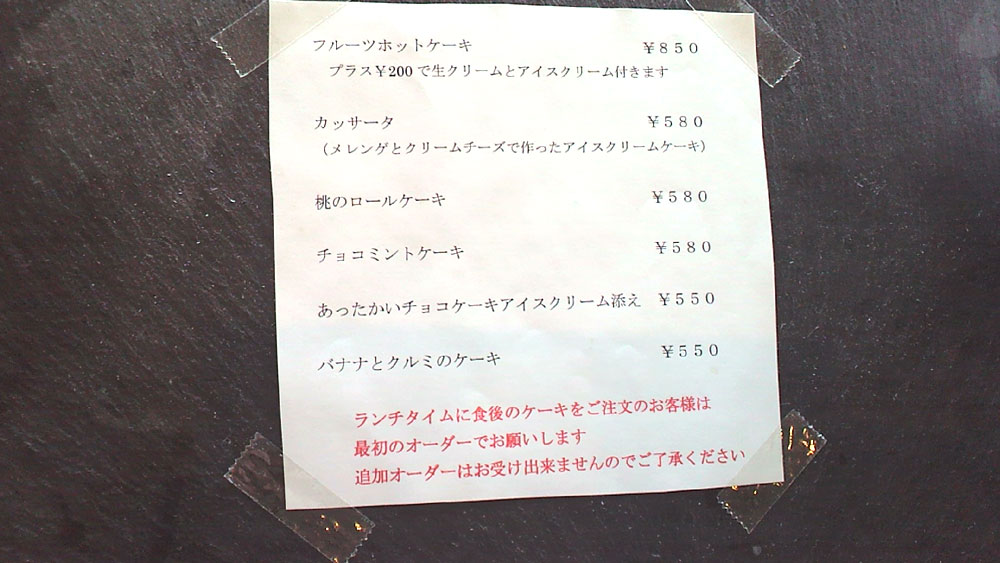 フルーツホットケーキ ￥８５０
プラス￥200 で生クリームとアイスクリーム付きます
カッサータ ￥５８０
（メレンゲとクリームチーズで作ったアイスクリームケーキ）
桃のロールケーキ ￥５８０
チョコミントケーキ ￥５８０
あったかいチョコケーキアイスクリーム添え ￥５５０
バナナとクルミのケーキ ￥５５０
ランチタイムに食後のケーキをご注文のお客様は
最初のオーダーでお願いします
追加オーダーはお受け出来ませんのでご了承ください